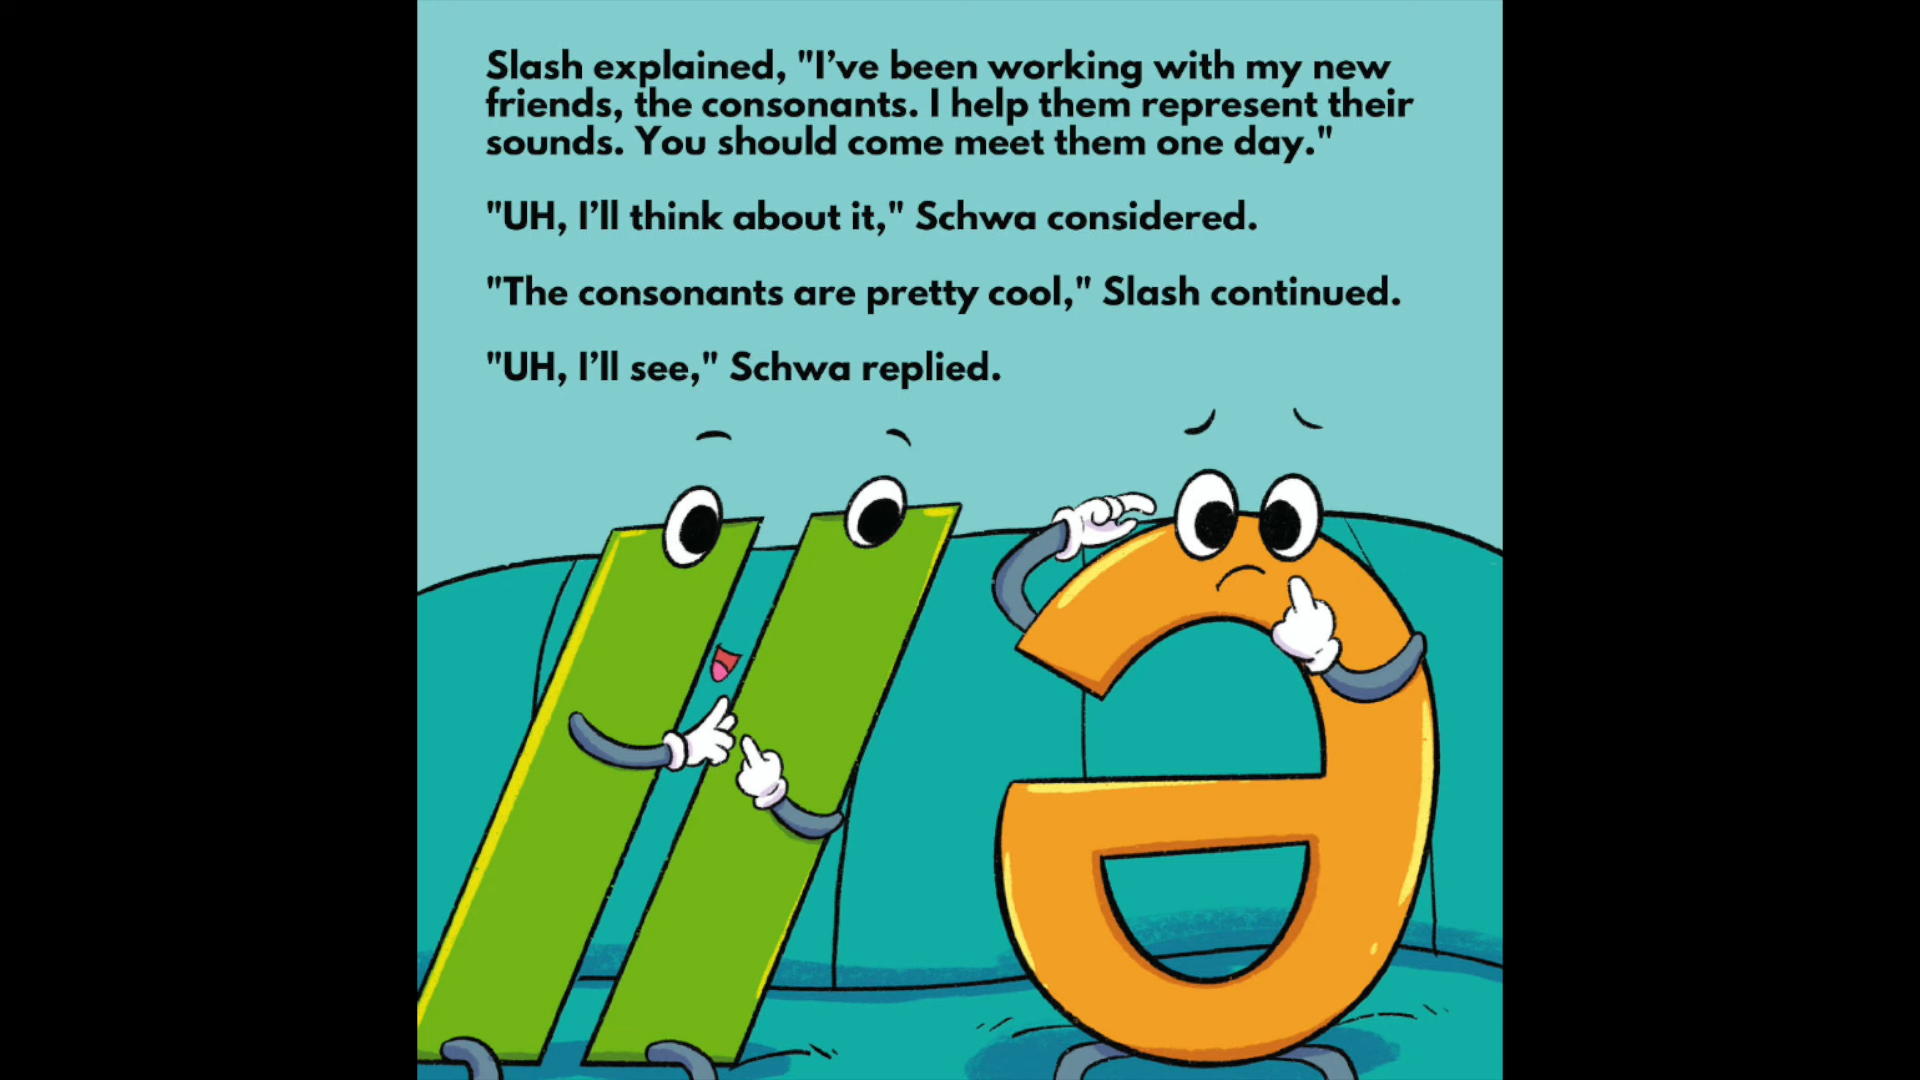 Slash explained, "I’ve been working with my new
friends, the consonants. I help them represent their
sounds. You should come meet them one day."
"UH, I’ll think about it," Schwa considered.
"The consonants are pretty cool," Slash continued.
"UH, I’ll see," Schwa replied.